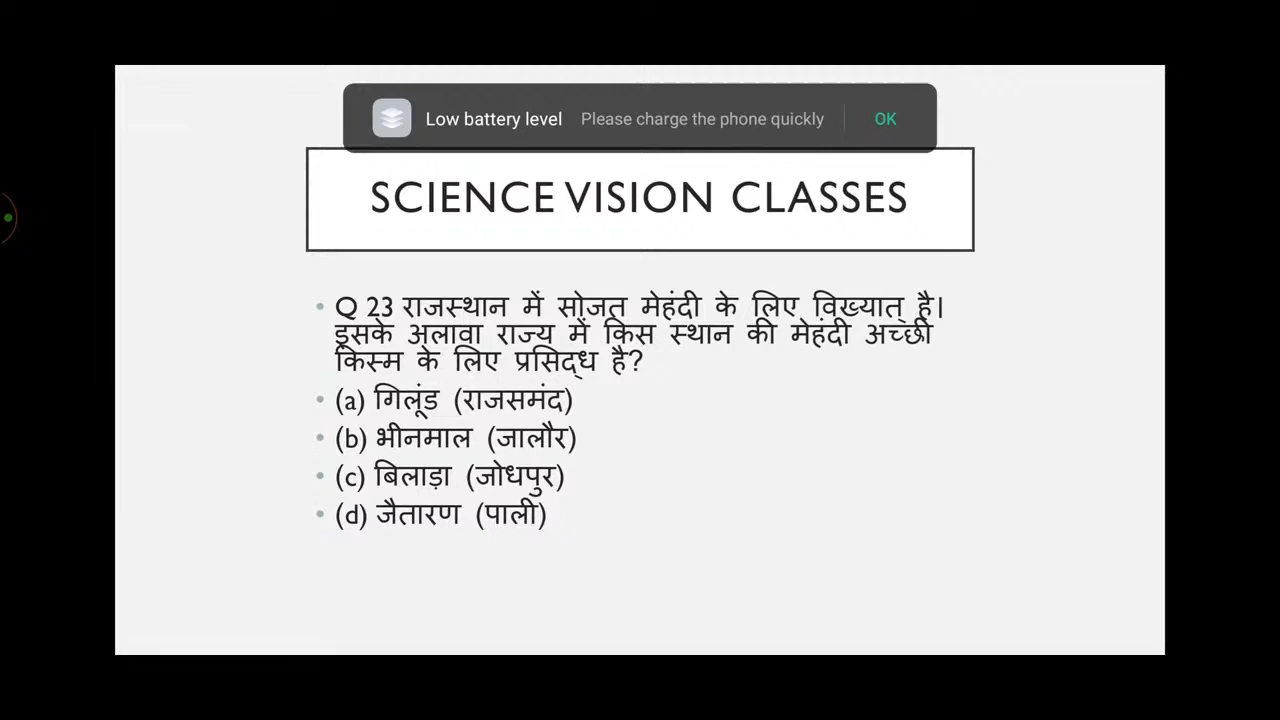 Low battery level Please charge the phone quickly OK
SCIENCE VISION CLASSES
• Q 23 राजस्थान में सोजत मेहंदी के लिए विख्यात् है।
इसके अलावा राज्य में किस स्थान की मेहंदी अच्छी
किस्म के लिए प्रसिद्ध है?
• (a) गिलूंड (राजसमंद)
• (b) भीनमाल (जालौर)
• (c) बिलाड़ा (जोधपुर)
• (d) जैतारण (पाली)